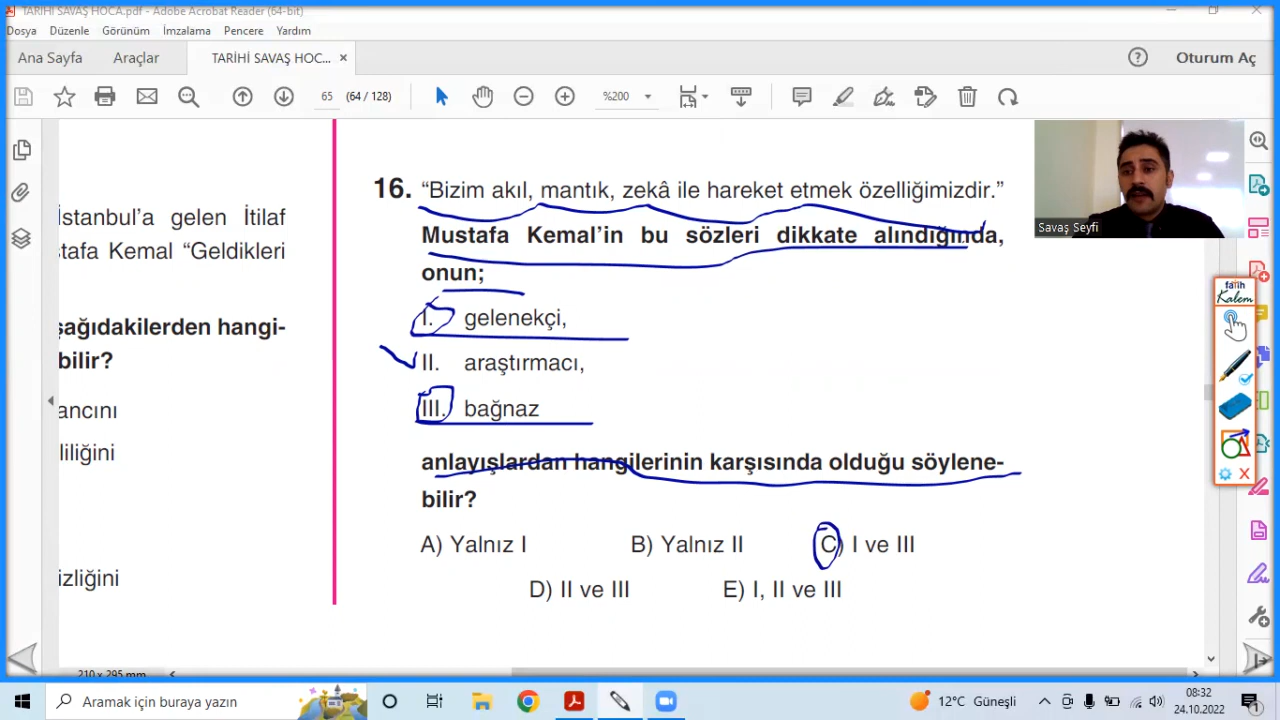 TARİHİ SAVAŞ HOCA.pdf - Adobe Acrobat Reader (64-bit)
Dosya Düzenle Görünüm İmzalama Pencere Yardım
Ana Sayfa Araçlar TARİHİ SAVAŞ HOC... × Oturum Aç
65 (64 / 128) %200
İstanbul’a gelen İtilaf
stafa Kemal “Geldikleri
şağıdakilerden hangi-
bilir?
ancını
lliliğini
izliğini
16. “Bizim akıl, mantık, zekâ ile hareket etmek özelliğimizdir.”
Mustafa Kemal’in bu sözleri dikkate alındığında,
onun;
I. gelenekçi,
II. araştırmacı,
III. bağnaz
anlayışlardan hangilerinin karşısında olduğu söylene-
bilir?
A) Yalnız I B) Yalnız II C) I ve III
D) II ve III E) I, II ve III
Savaş Seyfi
fatih
Kalem
X
210 x 295 mm
Aramak için buraya yazın
12°C Güneşli
08:32
24.10.2022
1